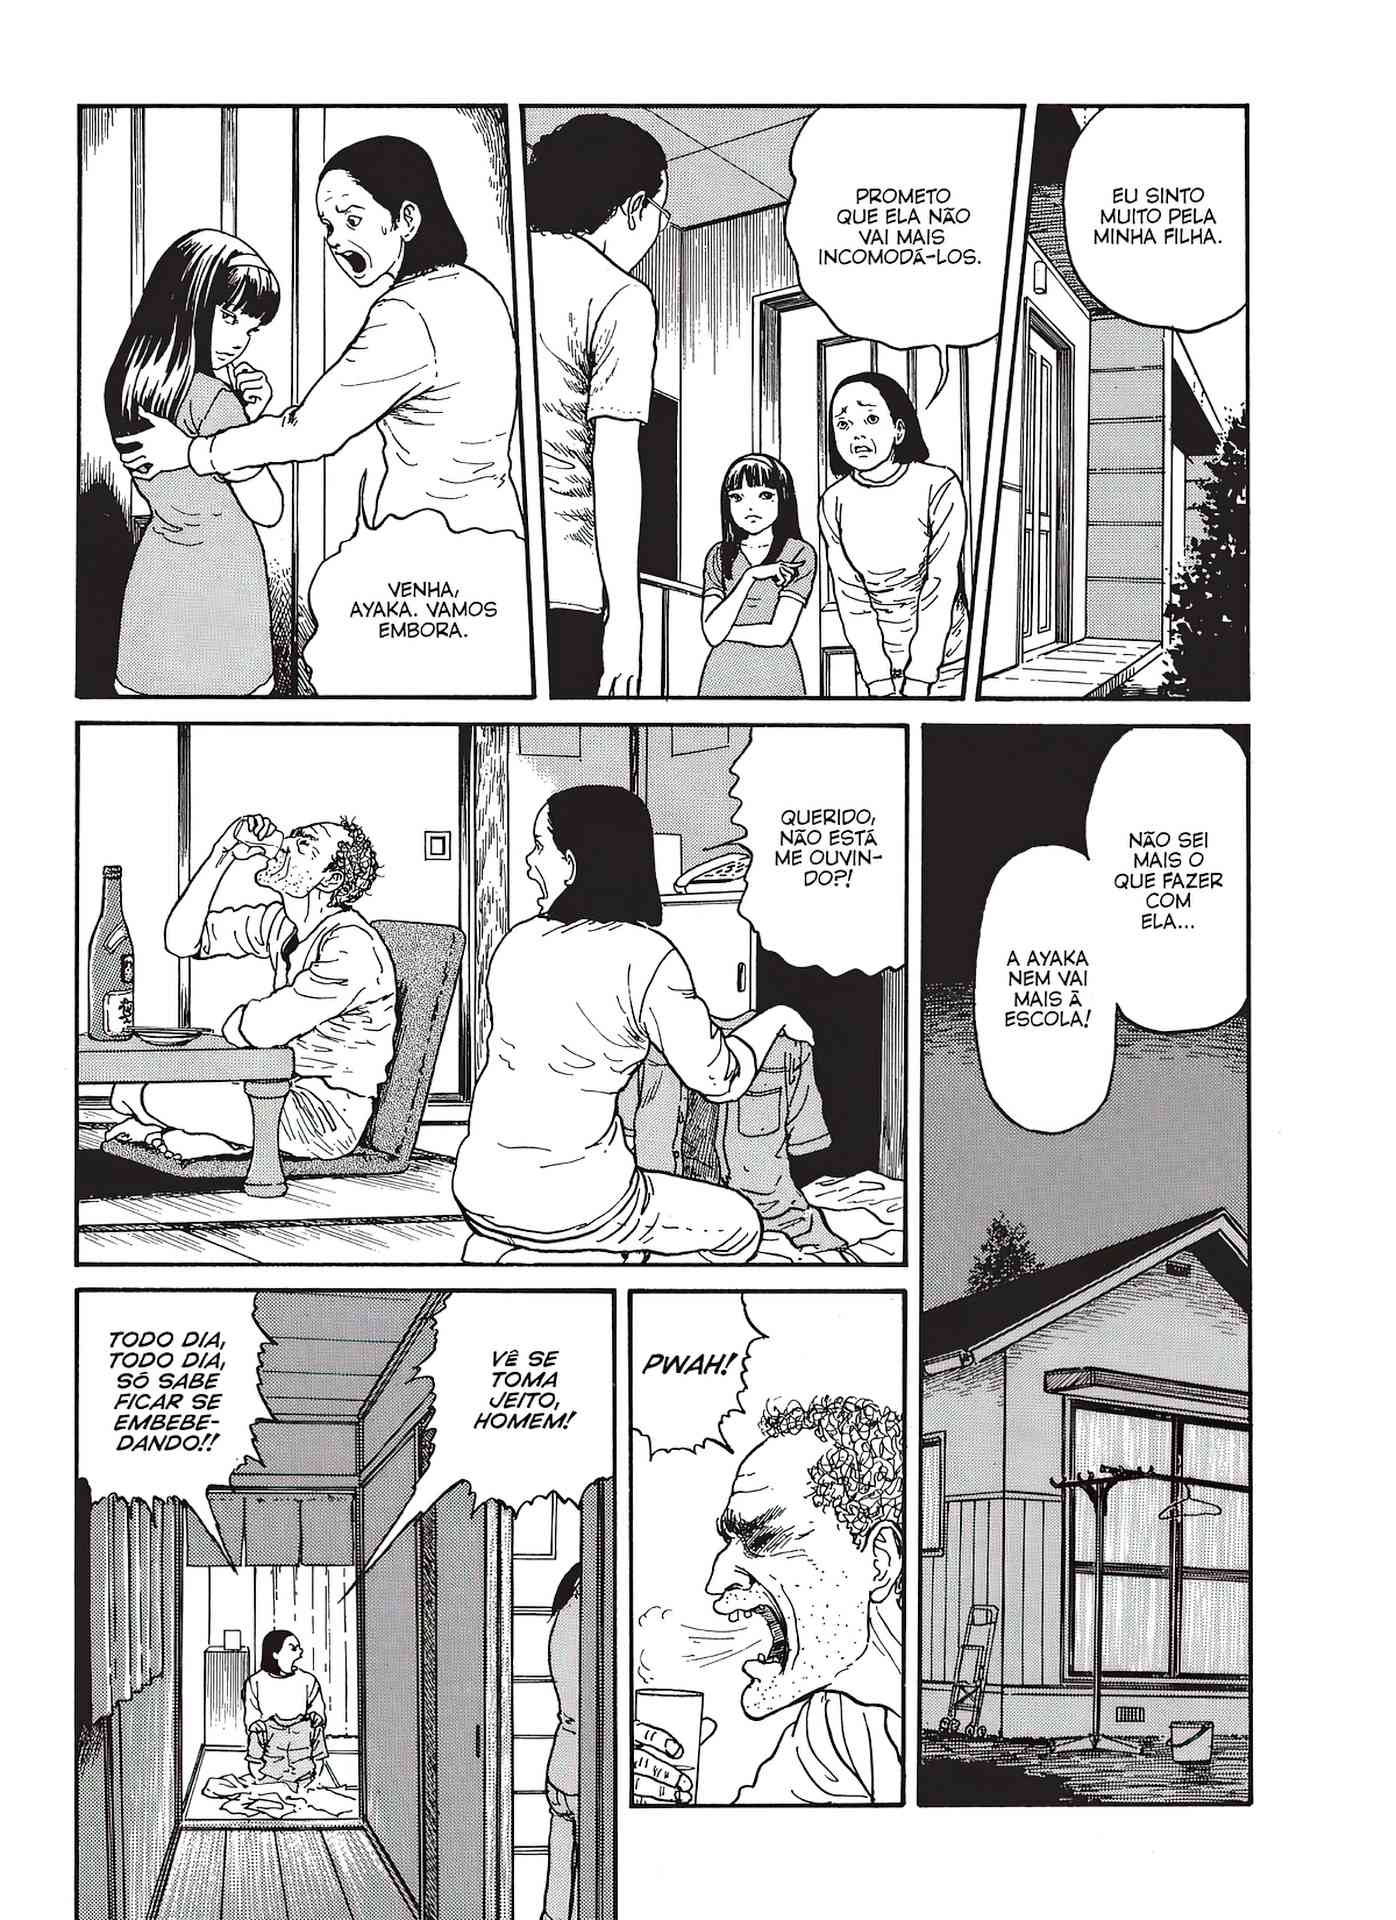 EU SINTO
MUITO PELA
MINHA FILHA.
PROMETO
QUE ELA NÃO
VAI MAIS
INCOMODÁ-LOS.
VENHA,
AYAKA. VAMOS
EMBORA.
NÃO SEI
MAIS O
QUE FAZER
COM
ELA...
A AYAKA
NEM VAI
MAIS À
ESCOLA!
QUERIDO,
NÃO ESTÁ
ME OUVIN-
DO?!
PWAH!
VÊ SE
TOMA
JEITO,
HOMEM!
TODO DIA,
TODO DIA,
SÓ SABE
FICAR SE
EMBEBE-
DANDO!!